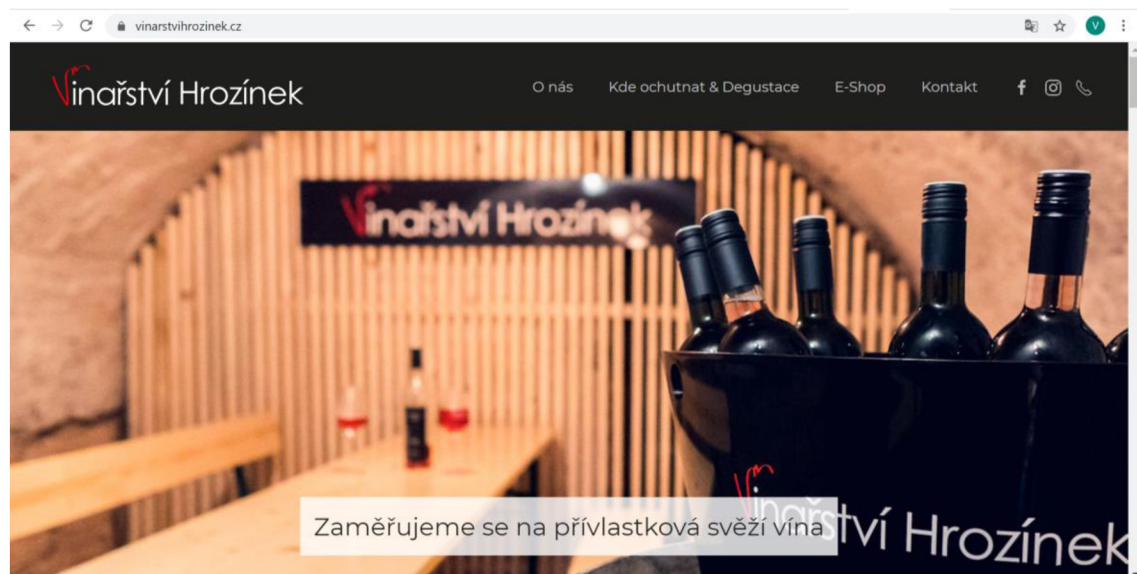 vinarstvihrozinek.cz
V
Vinařství Hrozínek
O nás Kde ochutnat & Degustace E-Shop Kontakt
Vinařství Hrozínek
Zaměřujeme se na přívlastková svěží vína
Vinařství Hrozínek